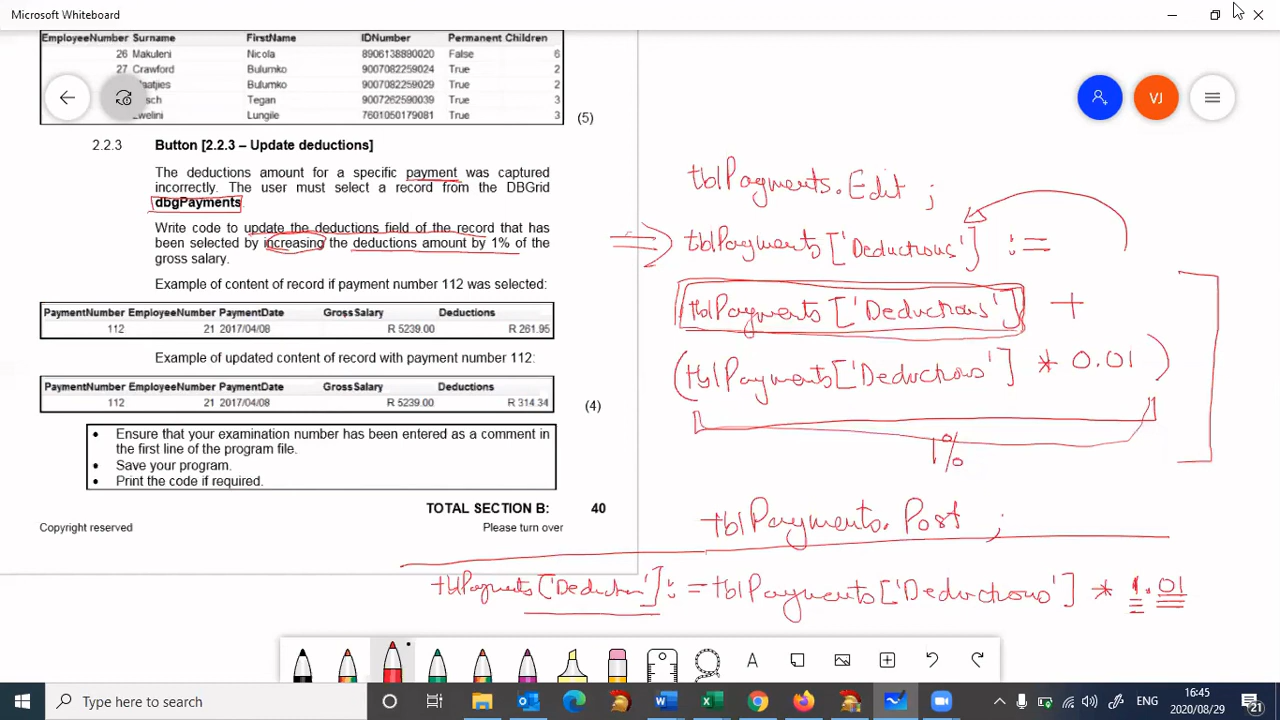 Microsoft Whiteboard
EmployeeNumber Surname FirstName IDNumber Permanent Children
26 Makuleni Nicola 8906138890020 False 6
27 Crawford Bulumko 9007082259024 True 2
Bulumko 9007082259029 True 2
Tegan 9007262590039 True 3
Lungile 7601050179081 True 3
(5)
2.2.3 Button [2.2.3 – Update deductions]
The deductions amount for a specific payment was captured
incorrectly. The user must select a record from the DBGrid
dbgPayments.
Write code to update the deductions field of the record that has
been selected by increasing the deductions amount by 1% of the
gross salary.
Example of content of record if payment number 112 was selected:
PaymentNumber EmployeeNumber PaymentDate GrossSalary Deductions
112 21 2017/04/08 R 5239.00 R 261.95
Example of updated content of record with payment number 112:
PaymentNumber EmployeeNumber PaymentDate GrossSalary Deductions
112 21 2017/04/08 R 5239.00 R 314.34
(4)
• Ensure that your examination number has been entered as a comment in
the first line of the program file.
• Save your program.
• Print the code if required.
TOTAL SECTION B: 40
Copyright reserved Please turn over
VJ
tblPayments.Edit ;
tblPayments['Deductions'] :=
tblPayments['Deductions'] +
(tblPayments['Deductions'] * 0.01 )
1%
tblPayments.Post ;
tblPayments['Deduction'] := tblPayments['Deductions'] * 1.01
A
Type here to search
ENG
16:45
2020/08/29
21